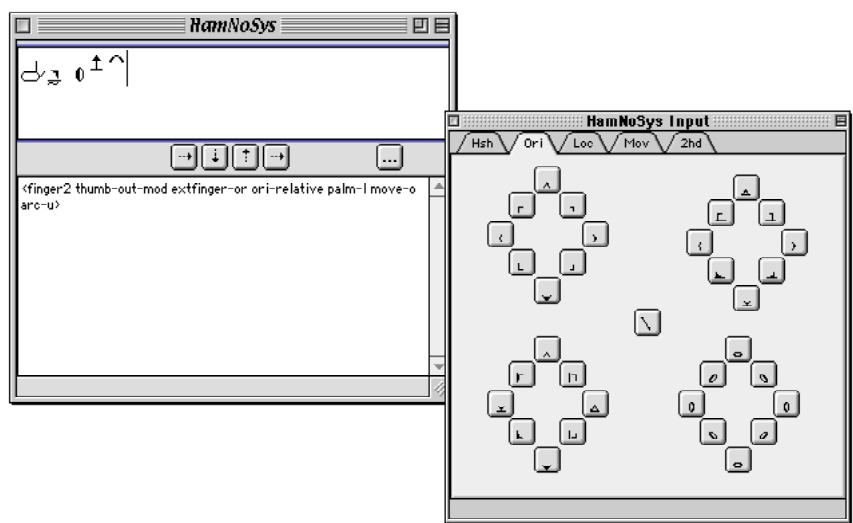 HamNoSys
...
<finger2 thumb-out-mod extfinger-or ori-relative palm-l move-o
arc-u>
HamNoSys Input
Hsh Ori Loc Mov 2hd